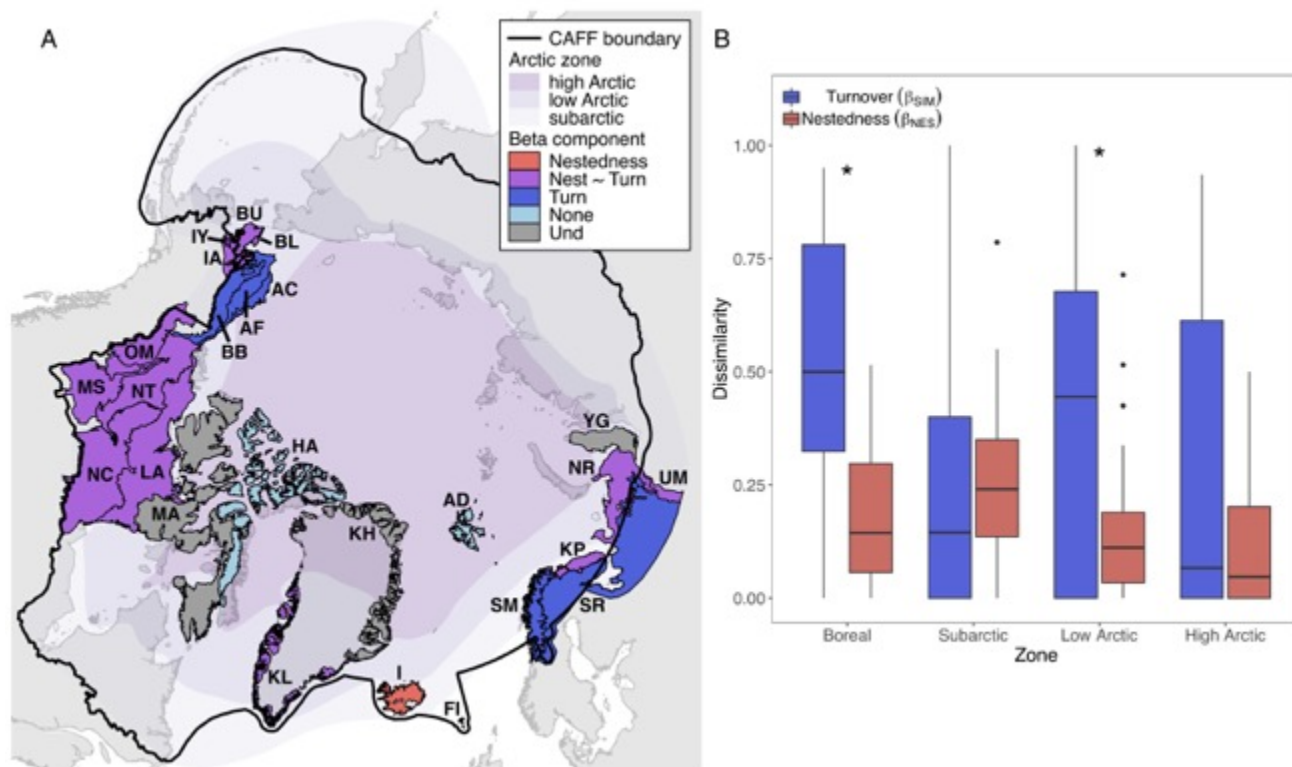 A
CAFF boundary
Arctic zone
high Arctic
low Arctic
subarctic
Beta component
Nestedness
Nest ~ Turn
Turn
None
Und
BU
IY
BL
IA
AC
AF
BB
OM
MS
NT
NC
LA
MA
HA
KH
AD
YG
NR
UM
KP
SM
SR
KL
I
FI
B
Turnover (βSIM)
Nestedness (βNES)
1.00
0.75
0.50
0.25
0.00
Dissimilarity
*
*
Boreal
Subarctic
Low Arctic
High Arctic
Zone